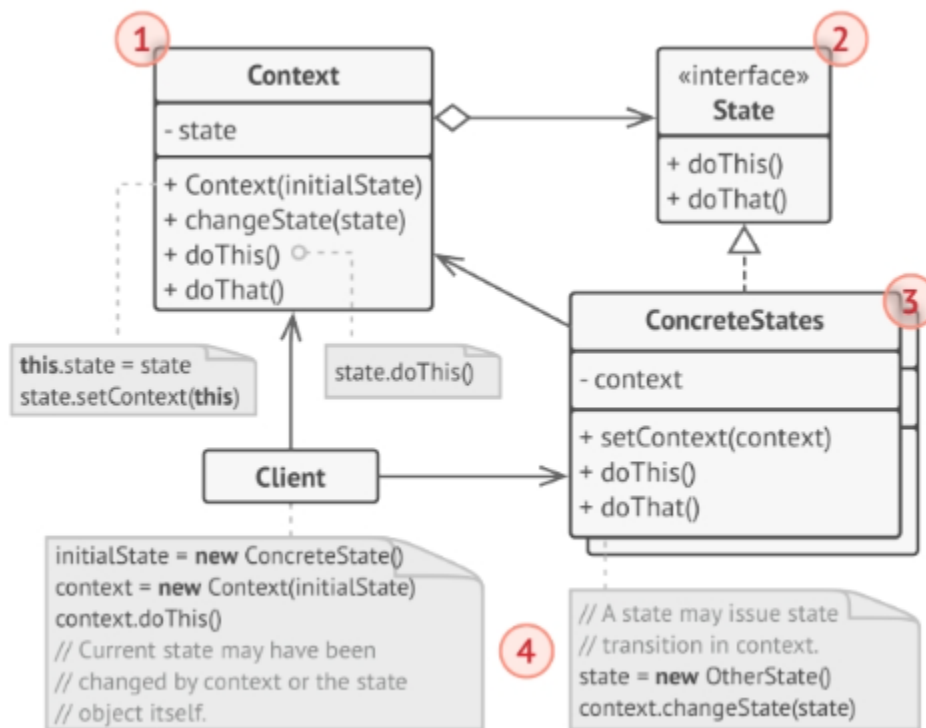 1
Context
- state
+ Context(initialState)
+ changeState(state)
+ doThis()
+ doThat()
2
«interface»
State
+ doThis()
+ doThat()
this.state = state
state.setContext(this)
state.doThis()
3
ConcreteStates
- context
+ setContext(context)
+ doThis()
+ doThat()
Client
initialState = new ConcreteState()
context = new Context(initialState)
context.doThis()
// Current state may have been
// changed by context or the state
// object itself.
4
// A state may issue state
// transition in context.
state = new OtherState()
context.changeState(state)